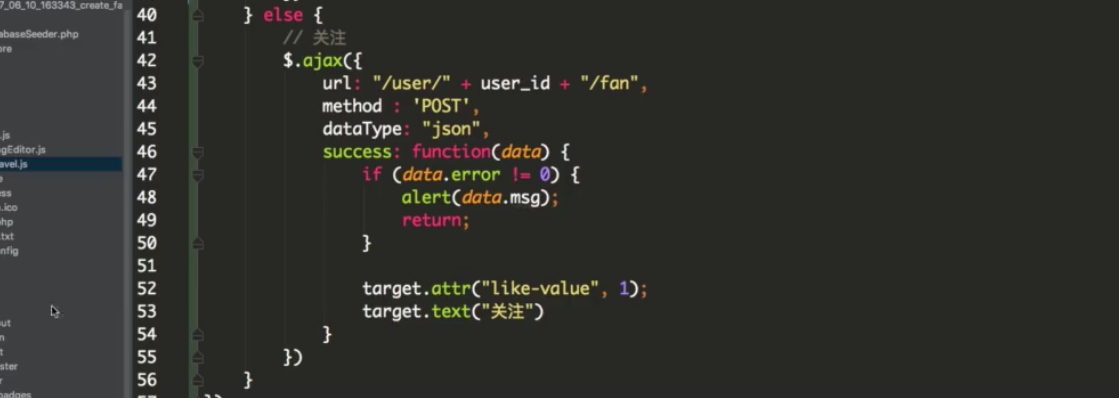 7_06_10_163343_create_fa
abaseSeeder.php
ore
.js
gEditor.js
avel.js
e
ss
.ico
hp
.txt
nfig
out
n
t
ster
r
badges
40 } else {
41 // 关注
42 $.ajax({
43 url: "/user/" + user_id + "/fan",
44 method : 'POST',
45 dataType: "json",
46 success: function(data) {
47 if (data.error != 0) {
48 alert(data.msg);
49 return;
50 }
51
52 target.attr("like-value", 1);
53 target.text("关注")
54 }
55 })
56 }
57 })